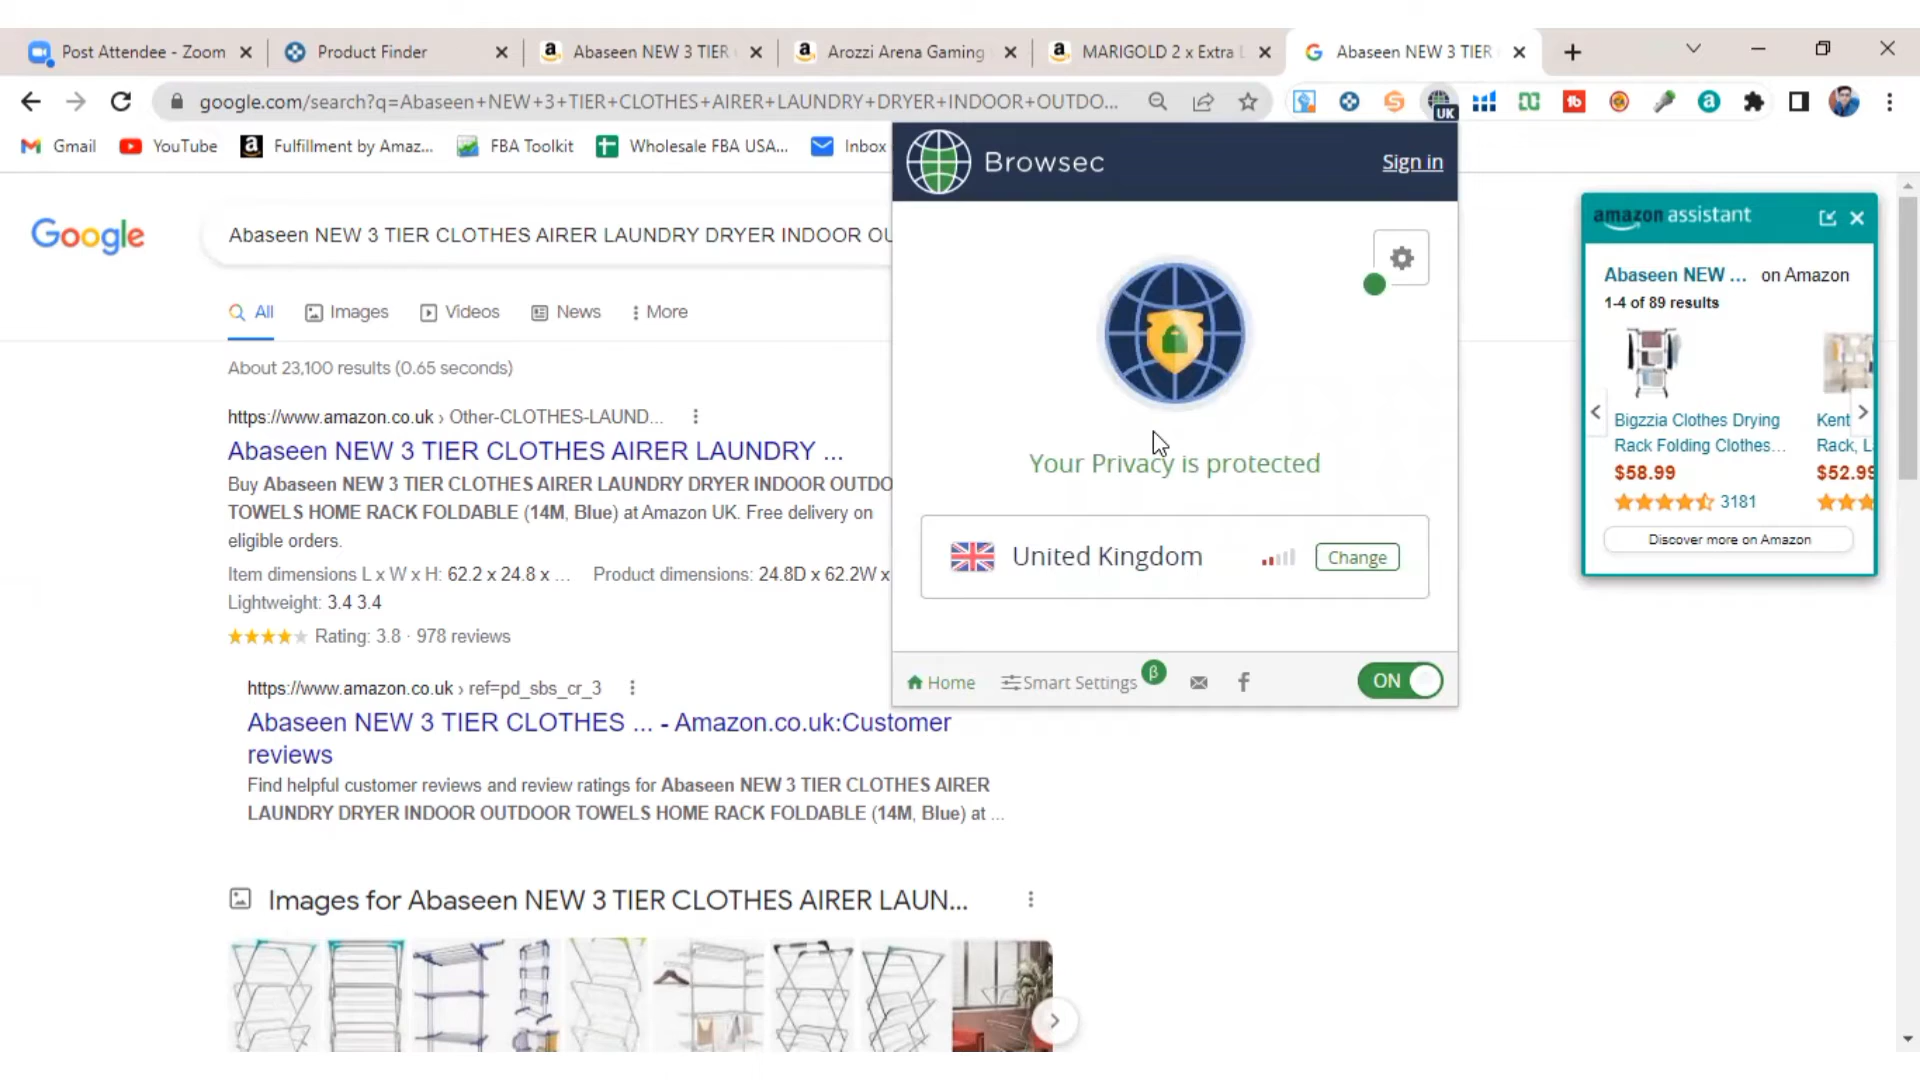 Post Attendee - Zoom
Product Finder
Abaseen NEW 3 TIER
Arozzi Arena Gaming
MARIGOLD 2 x Extra L
Abaseen NEW 3 TIER
google.com/search?q=Abaseen+NEW+3+TIER+CLOTHES+AIRER+LAUNDRY+DRYER+INDOOR+OUTDO...
UK
Gmail
YouTube
Fulfillment by Amaz...
FBA Toolkit
Wholesale FBA USA...
Inbox
Google
Abaseen NEW 3 TIER CLOTHES AIRER LAUNDRY DRYER INDOOR OU
All
Images
Videos
News
More
About 23,100 results (0.65 seconds)
https://www.amazon.co.uk › Other-CLOTHES-LAUND...
Abaseen NEW 3 TIER CLOTHES AIRER LAUNDRY ...
Buy Abaseen NEW 3 TIER CLOTHES AIRER LAUNDRY DRYER INDOOR OUTDO
TOWELS HOME RACK FOLDABLE (14M, Blue) at Amazon UK. Free delivery on
eligible orders.
Item dimensions L x W x H: 62.2 x 24.8 x ... Product dimensions: 24.8D x 62.2W x
Lightweight: 3.4 3.4
Rating: 3.8 · 978 reviews
https://www.amazon.co.uk › ref=pd_sbs_cr_3
Abaseen NEW 3 TIER CLOTHES ... - Amazon.co.uk:Customer
reviews
Find helpful customer reviews and review ratings for Abaseen NEW 3 TIER CLOTHES AIRER
LAUNDRY DRYER INDOOR OUTDOOR TOWELS HOME RACK FOLDABLE (14M, Blue) at ...
Images for Abaseen NEW 3 TIER CLOTHES AIRER LAUN...
Browsec
Sign in
Your Privacy is protected
United Kingdom
Change
Home
Smart Settings
β
ON
amazon assistant
Abaseen NEW ... on Amazon
1-4 of 89 results
Bigzzia Clothes Drying
Rack Folding Clothes...
$58.99
3181
Kent
Rack, L
$52.99
Discover more on Amazon